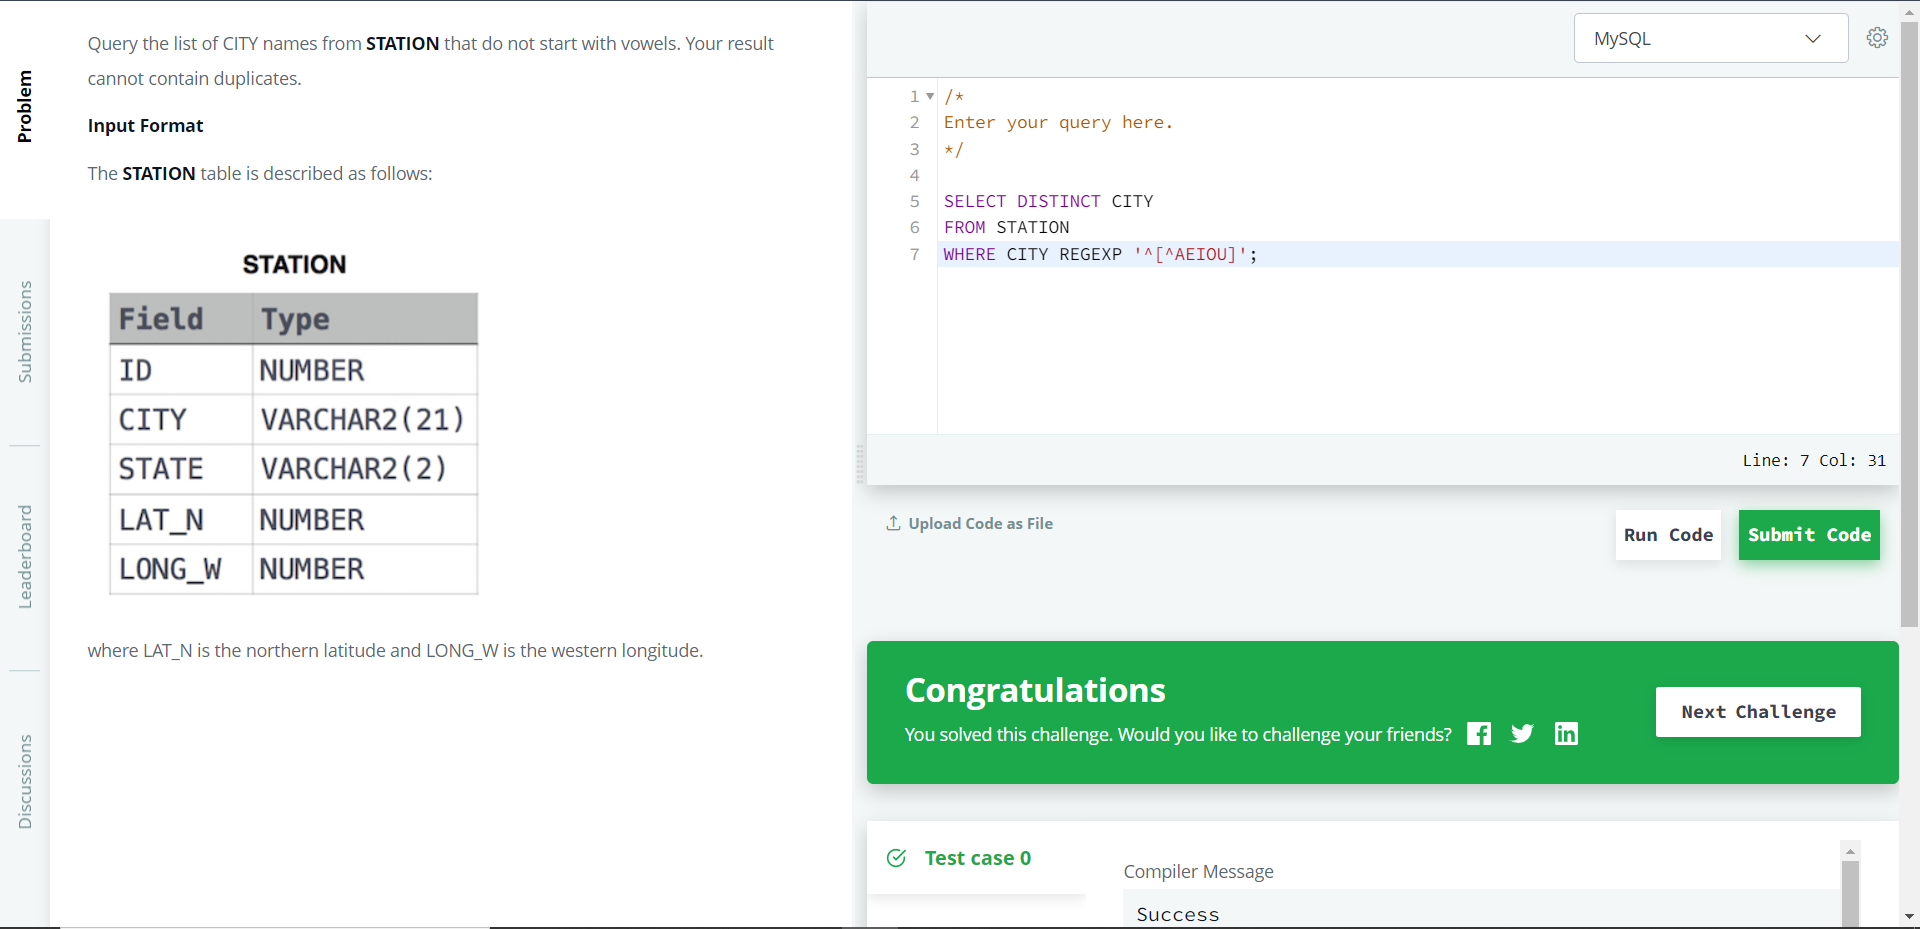 Problem
Submissions
Leaderboard
Discussions
Query the list of CITY names from STATION that do not start with vowels. Your result
cannot contain duplicates.
Input Format
The STATION table is described as follows:
STATION
Field Type
ID NUMBER
CITY VARCHAR2(21)
STATE VARCHAR2(2)
LAT_N NUMBER
LONG_W NUMBER
where LAT_N is the northern latitude and LONG_W is the western longitude.
MySQL
1 /*
2 Enter your query here.
3 */
4
5 SELECT DISTINCT CITY
6 FROM STATION
7 WHERE CITY REGEXP '^[^AEIOU]';
Line: 7 Col: 31
Upload Code as File
Run Code
Submit Code
Congratulations
You solved this challenge. Would you like to challenge your friends?
Next Challenge
Test case 0
Compiler Message
Success